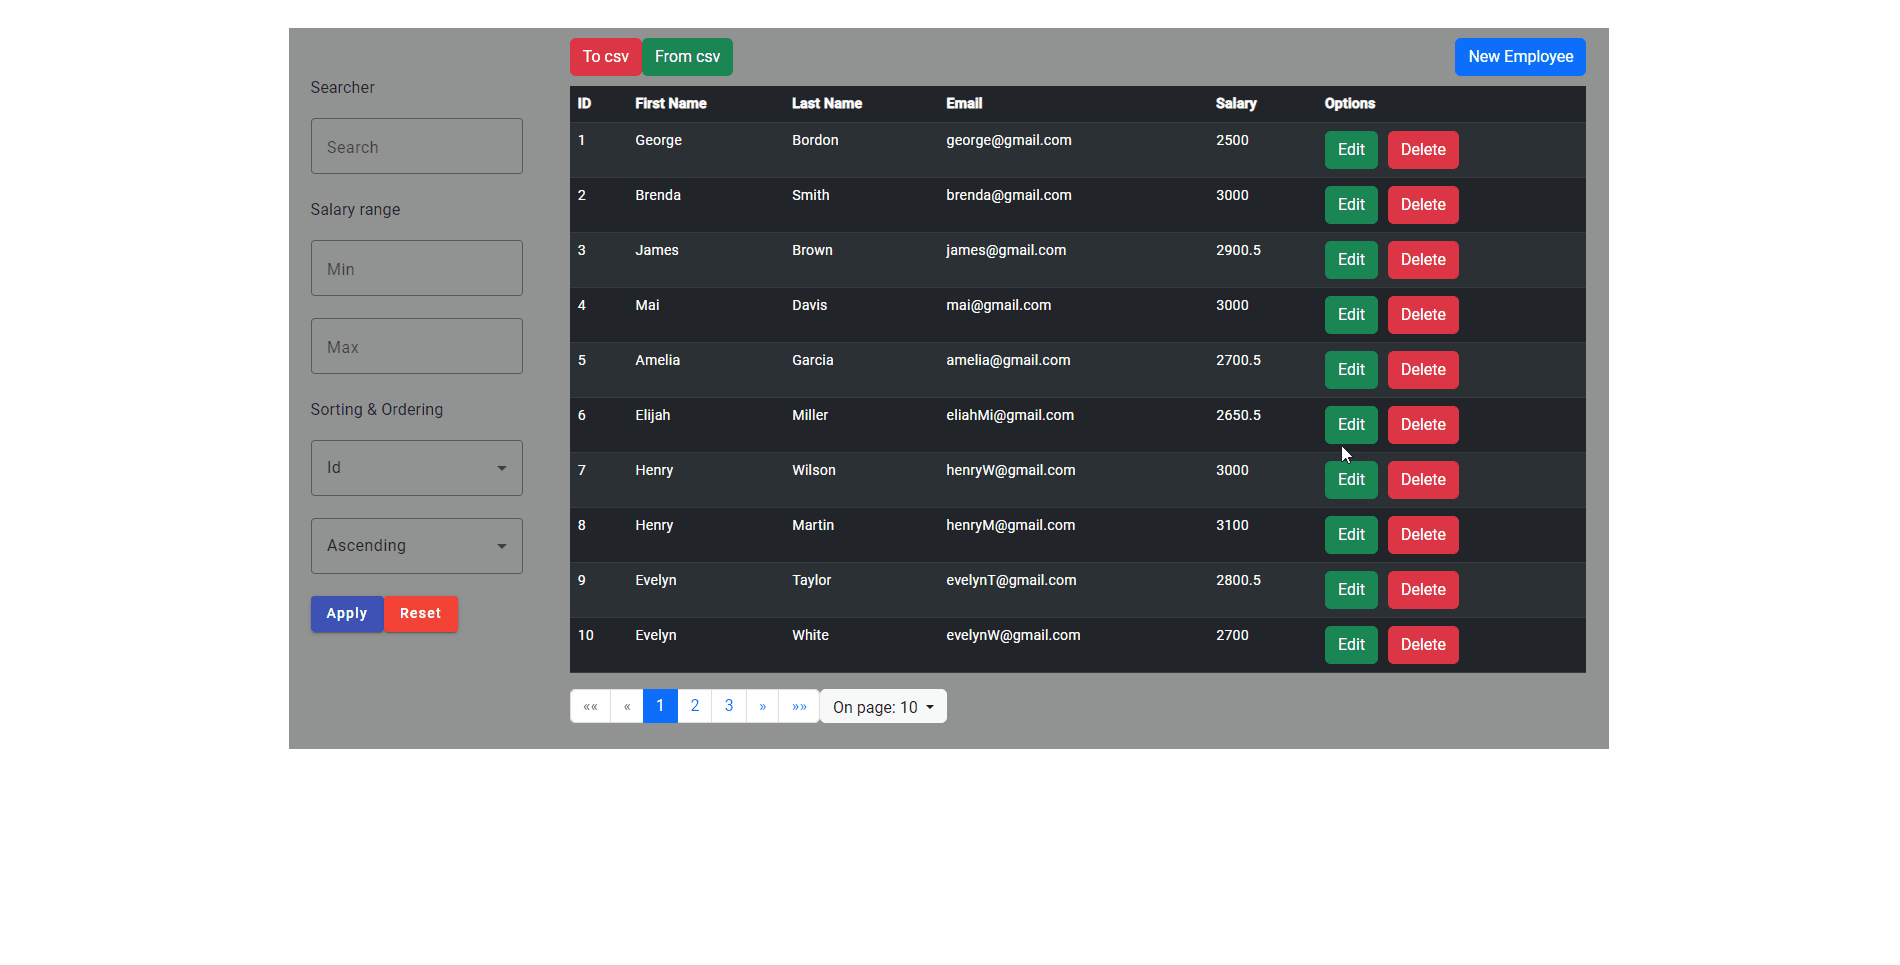 Searcher
Search
Salary range
Min
Max
Sorting & Ordering
Id
Ascending
Apply Reset
To csv From csv New Employee
ID First Name Last Name Email Salary Options
1 George Bordon george@gmail.com 2500 Edit Delete
2 Brenda Smith brenda@gmail.com 3000 Edit Delete
3 James Brown james@gmail.com 2900.5 Edit Delete
4 Mai Davis mai@gmail.com 3000 Edit Delete
5 Amelia Garcia amelia@gmail.com 2700.5 Edit Delete
6 Elijah Miller eliahMi@gmail.com 2650.5 Edit Delete
7 Henry Wilson henryW@gmail.com 3000 Edit Delete
8 Henry Martin henryM@gmail.com 3100 Edit Delete
9 Evelyn Taylor evelynT@gmail.com 2800.5 Edit Delete
10 Evelyn White evelynW@gmail.com 2700 Edit Delete
«« « 1 2 3 » »» On page: 10